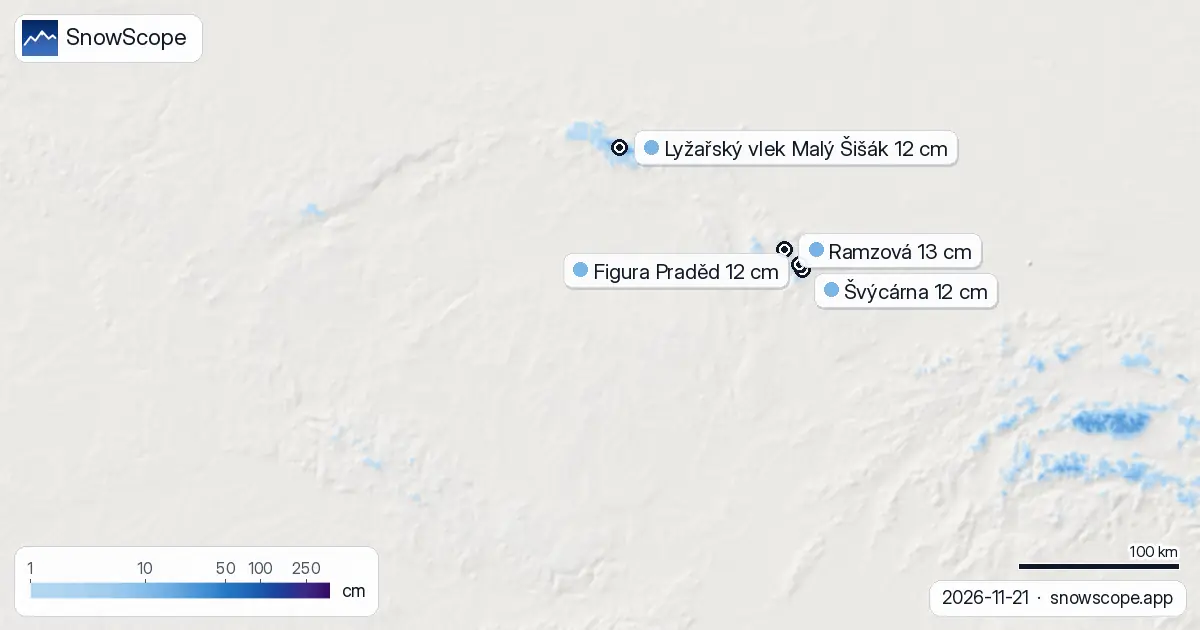 SnowScope
Lyžařský vlek Malý Šišák 12 cm
Ramzová 13 cm
Figura Praděd 12 cm
Švýcárna 12 cm
1 10 50 100 250
cm
100 km
2026-11-21 · snowscope.app